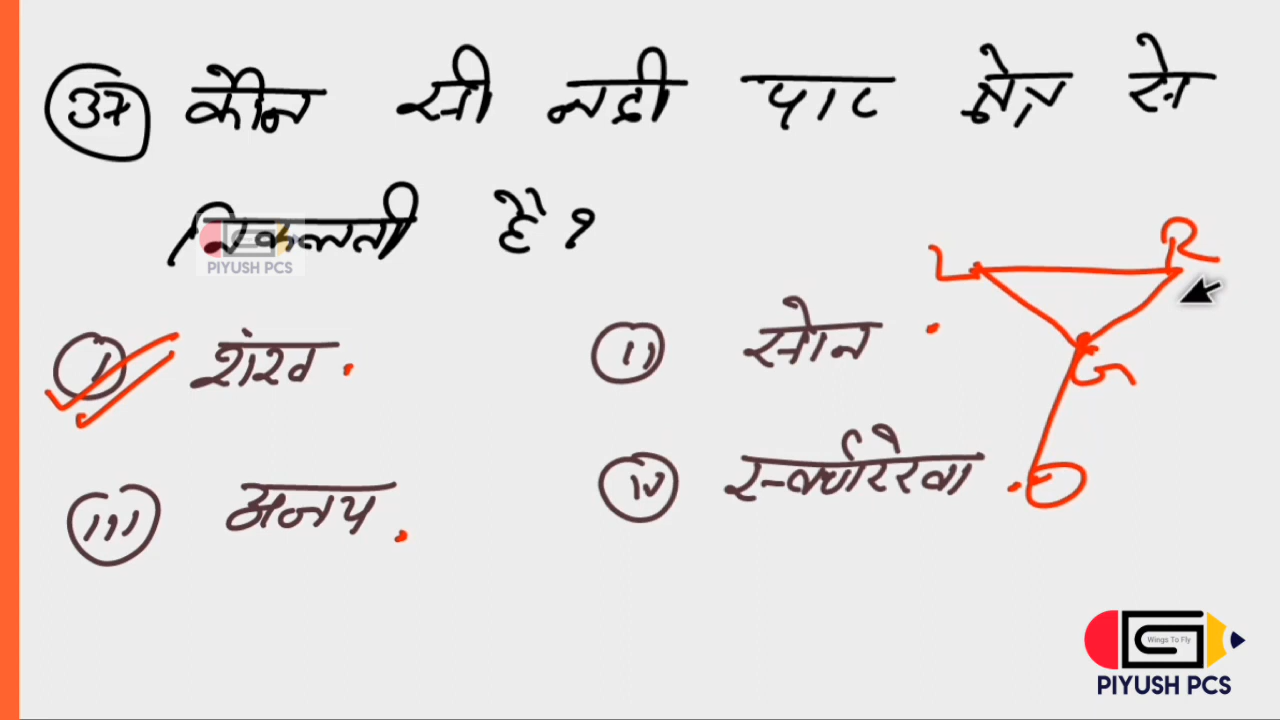 37 कौन सी नदी पाट क्षेत्र से
निकलती है ?
PIYUSH PCS
L R
i शंख . ii सोन .
G
iii अजय . iv स्वर्णरेखा .
Wings To Fly
PIYUSH PCS